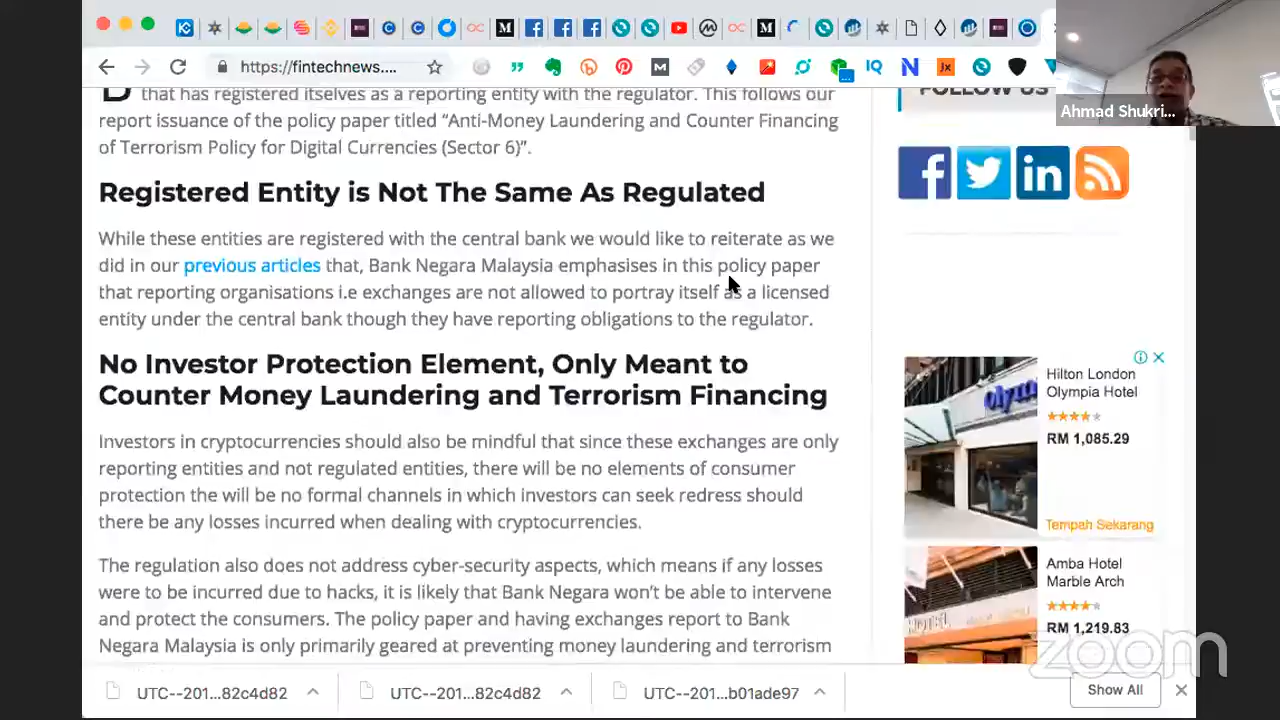 https://fintechnews....
Ahmad Shukri...
that has registered itselves as a reporting entity with the regulator. This follows our
report issuance of the policy paper titled “Anti-Money Laundering and Counter Financing
of Terrorism Policy for Digital Currencies (Sector 6)”.
Registered Entity is Not The Same As Regulated
While these entities are registered with the central bank we would like to reiterate as we
did in our previous articles that, Bank Negara Malaysia emphasises in this policy paper
that reporting organisations i.e exchanges are not allowed to portray itself as a licensed
entity under the central bank though they have reporting obligations to the regulator.
No Investor Protection Element, Only Meant to
Counter Money Laundering and Terrorism Financing
Investors in cryptocurrencies should also be mindful that since these exchanges are only
reporting entities and not regulated entities, there will be no elements of consumer
protection the will be no formal channels in which investors can seek redress should
there be any losses incurred when dealing with cryptocurrencies.
The regulation also does not address cyber-security aspects, which means if any losses
were to be incurred due to hacks, it is likely that Bank Negara won’t be able to intervene
and protect the consumers. The policy paper and having exchanges report to Bank
Negara Malaysia is only primarily geared at preventing money laundering and terrorism
FOLLOW US
Hilton London
Olympia Hotel
RM 1,085.29
Tempah Sekarang
Amba Hotel
Marble Arch
RM 1,219.83
zoom
UTC--201...82c4d82
UTC--201...82c4d82
UTC--201...b01ade97
Show All